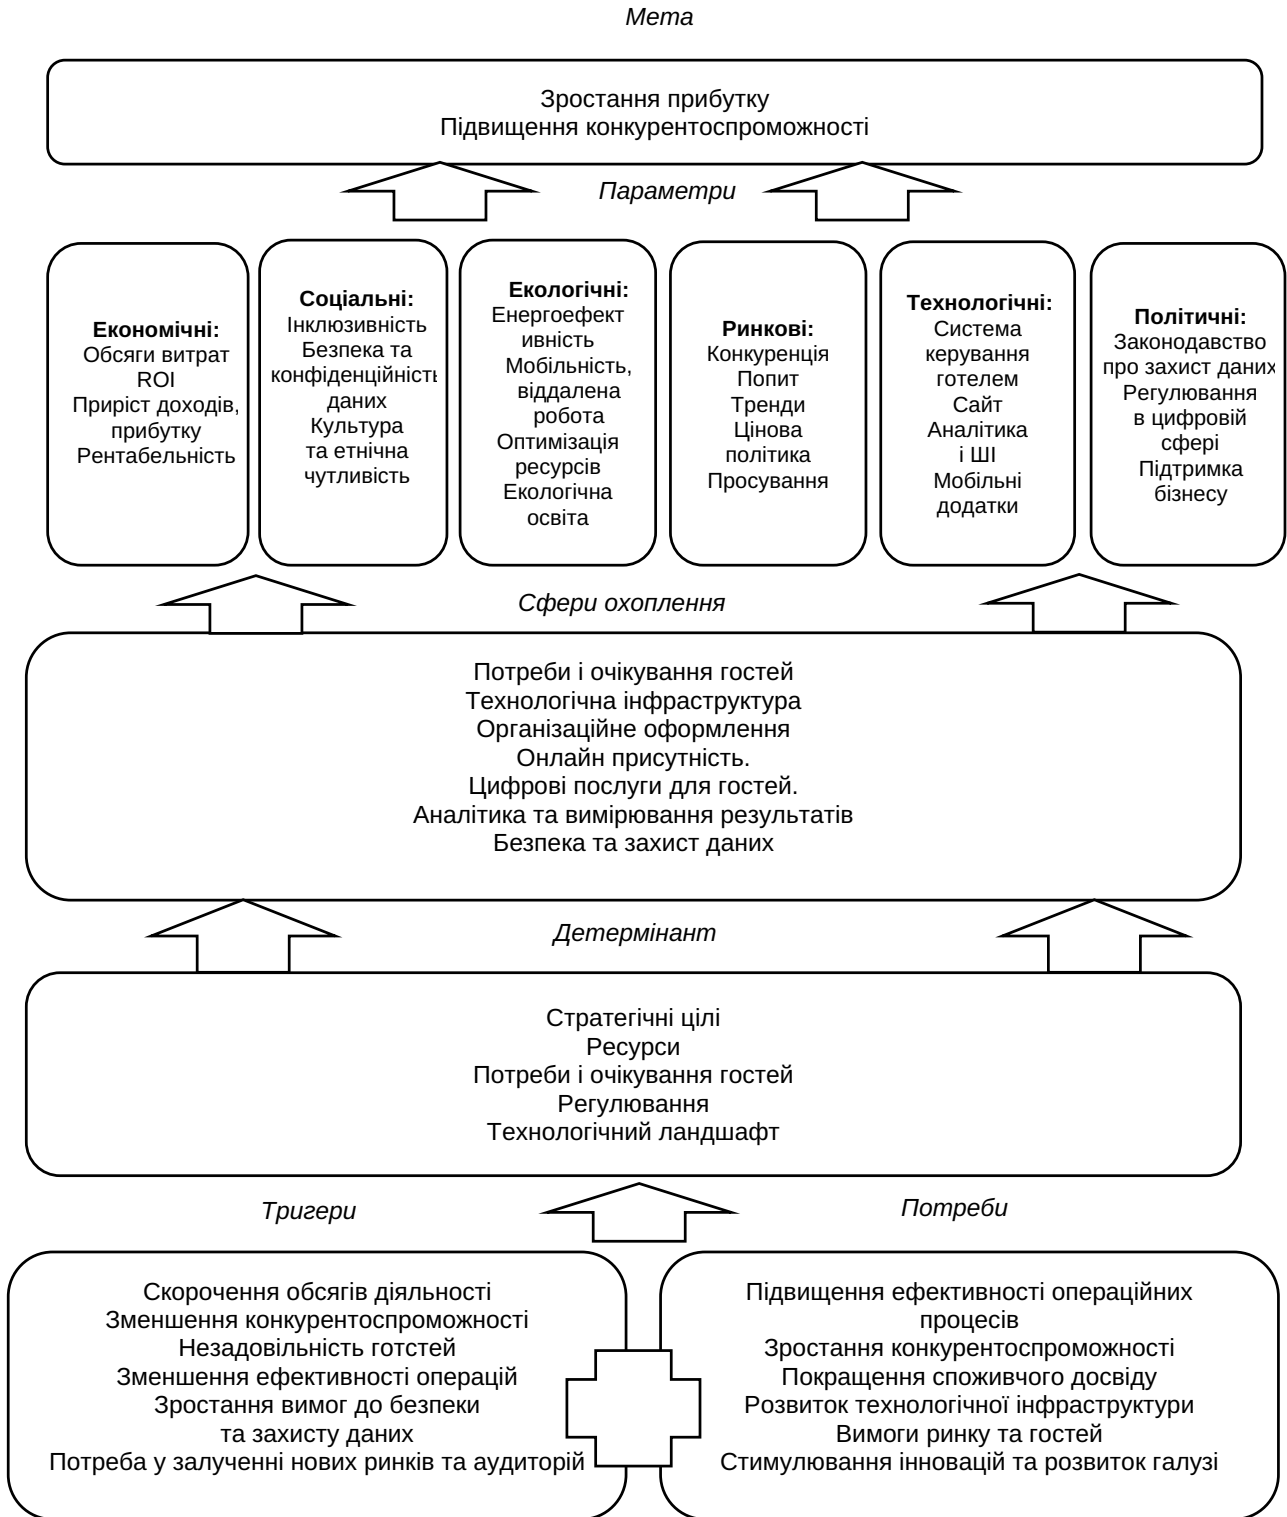 Мета
Зростання прибутку
Підвищення конкурентоспроможності
Параметри
Економічні:
Обсяги витрат
ROI
Приріст доходів,
прибутку
Рентабельність
Соціальні:
Інклюзивність
Безпека та
конфіденційність
даних
Культура
та етнічна
чутливість
Екологічні:
Енергоефект
ивність
Мобільність,
віддалена
робота
Оптимізація
ресурсів
Екологічна
освіта
Ринкові:
Конкуренція
Попит
Тренди
Цінова
політика
Просування
Технологічні:
Система
керування
готелем
Сайт
Аналітика
і ШІ
Мобільні
додатки
Політичні:
Законодавство
про захист даних
Регулювання
в цифровій
сфері
Підтримка
бізнесу
Сфери охоплення
Потреби і очікування гостей
Технологічна інфраструктура
Організаційне оформлення
Онлайн присутність.
Цифрові послуги для гостей.
Аналітика та вимірювання результатів
Безпека та захист даних
Детермінант
Стратегічні цілі
Ресурси
Потреби і очікування гостей
Регулювання
Технологічний ландшафт
Тригери
Потреби
Скорочення обсягів діяльності
Зменшення конкурентоспроможності
Незадовільність готстей
Зменшення ефективності операцій
Зростання вимог до безпеки
та захисту даних
Потреба у залученні нових ринків та аудиторій
Підвищення ефективності операційних
процесів
Зростання конкурентоспроможності
Покращення споживчого досвіду
Розвиток технологічної інфраструктури
Вимоги ринку та гостей
Стимулювання інновацій та розвиток галузі